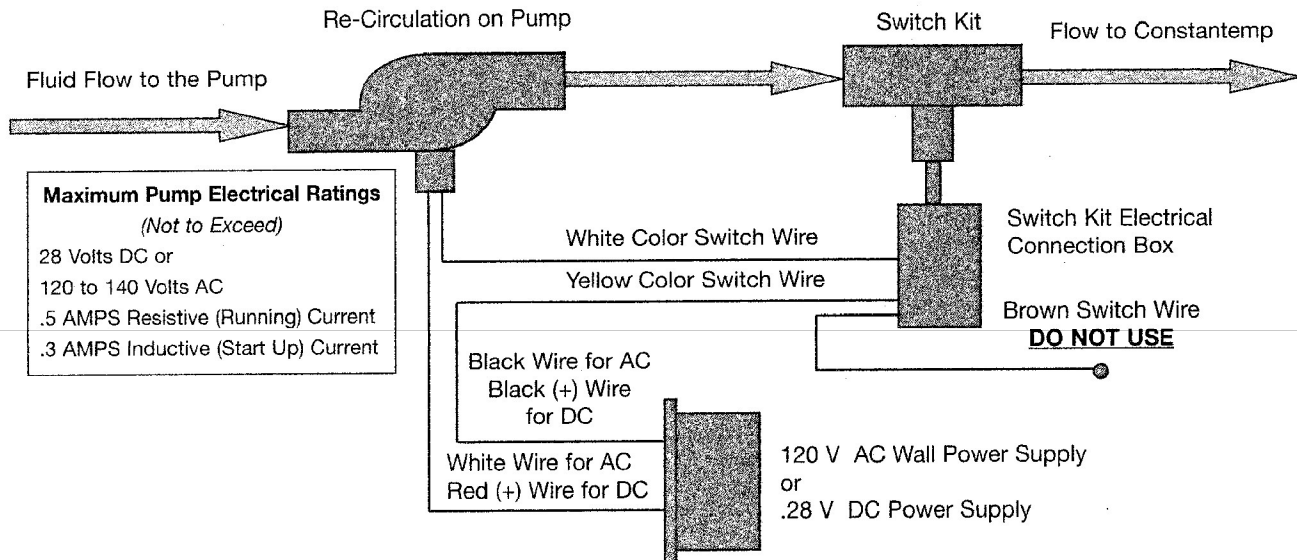 Re-Circulation on Pump
Switch Kit
Flow to Constantemp
Fluid Flow to the Pump
Maximum Pump Electrical Ratings
(Not to Exceed)
28 Volts DC or
120 to 140 Volts AC
.5 AMPS Resistive (Running) Current
.3 AMPS Inductive (Start Up) Current
White Color Switch Wire
Yellow Color Switch Wire
Switch Kit Electrical
Connection Box
Brown Switch Wire
DO NOT USE
Black Wire for AC
Black (+) Wire
for DC
White Wire for AC
Red (+) Wire for DC
120 V AC Wall Power Supply
or
.28 V DC Power Supply